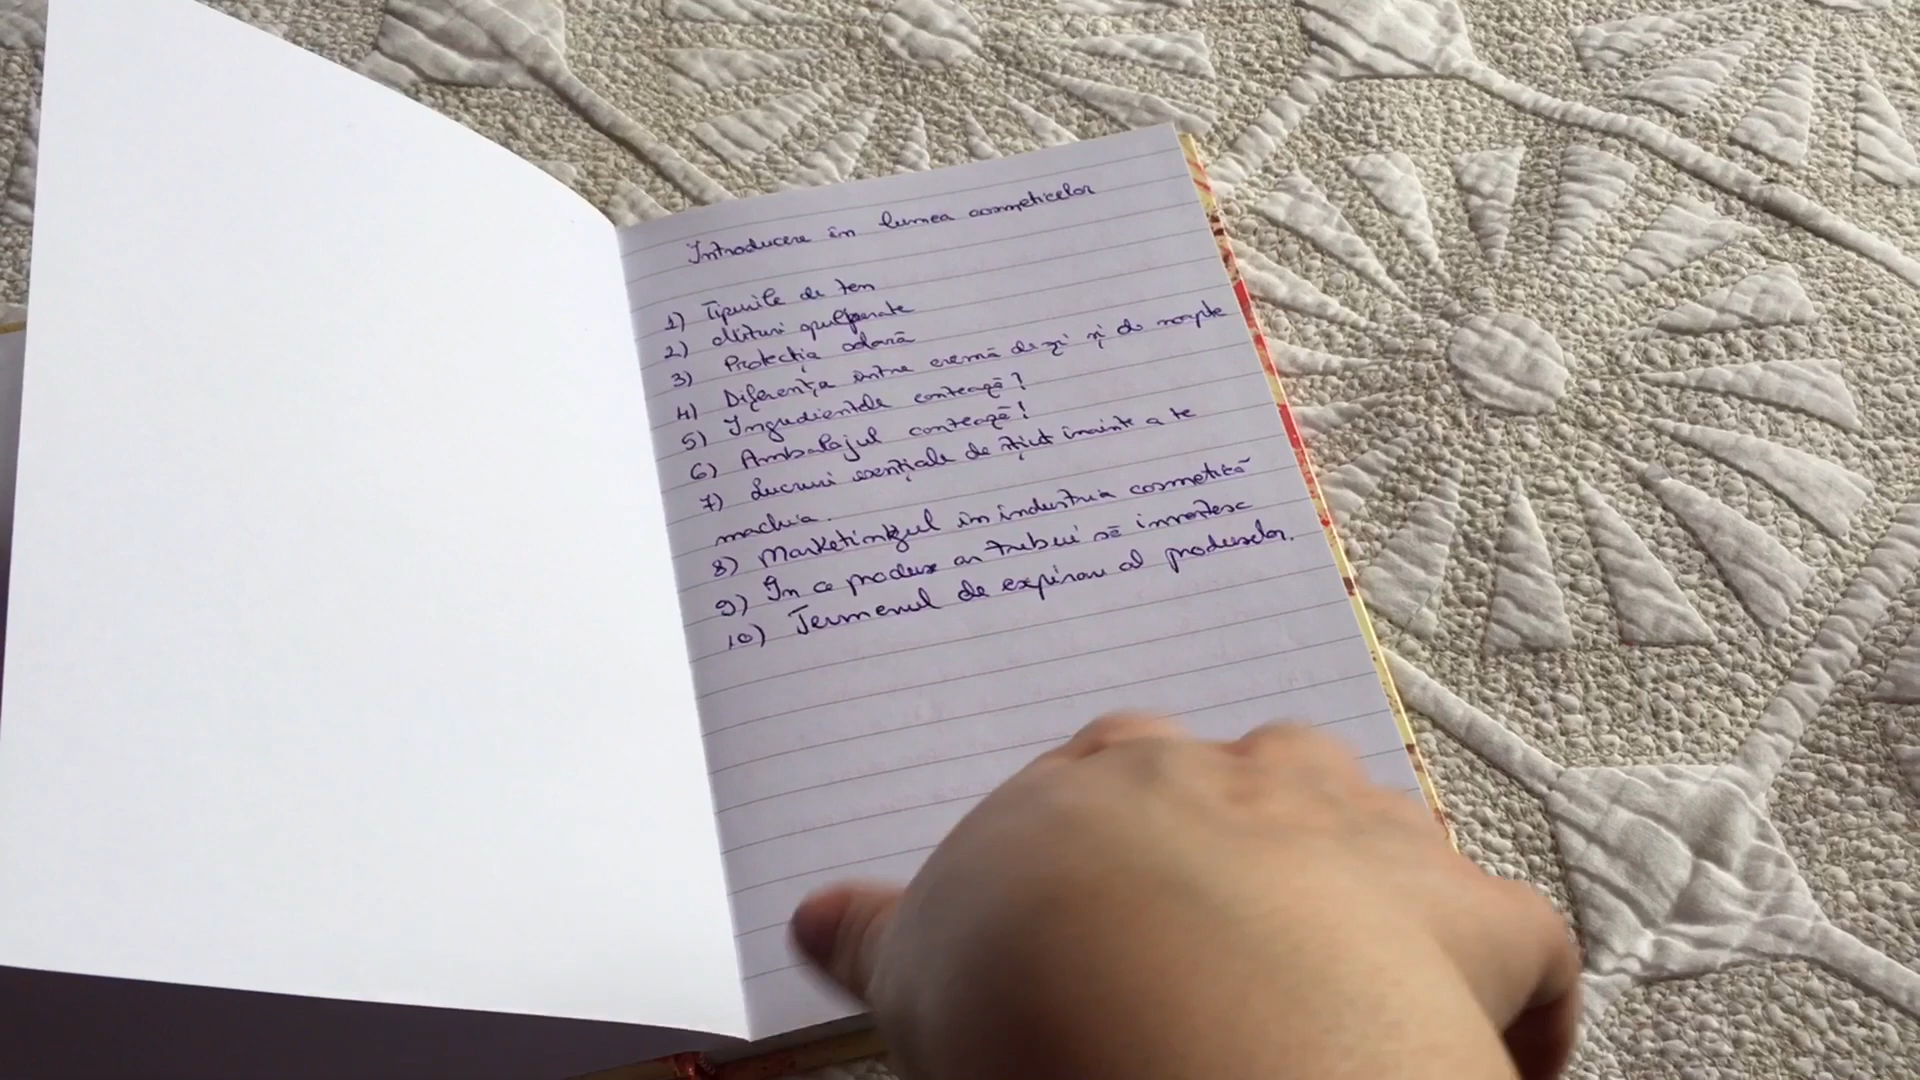 Introducere în lumea cosmeticelor
1) Tipurile de ten
2) Mituri spulberate
3) Protecția solară
4) Diferența între cremă de zi și de noapte
5) Ingredientele contează?
6) Ambalajul contează!
7) Lucruri esențiale de știut înainte a te
machia.
8) Marketingul în industria cosmetică
9) În ce produse ar trebui să investesc
10) Termenul de expirare al produselor.